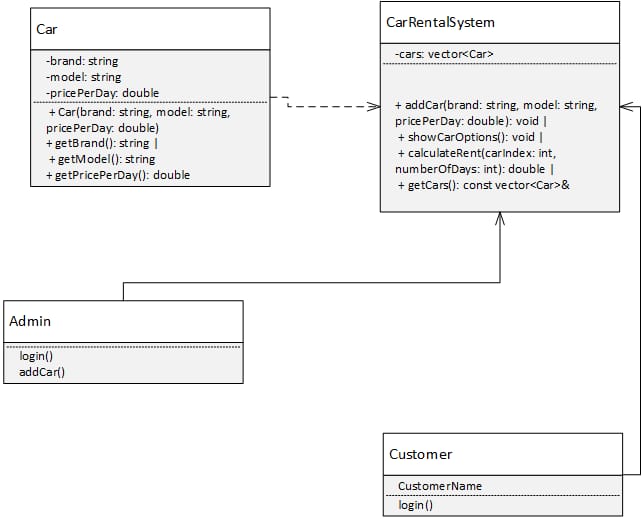 Car
-brand: string
-model: string
-pricePerDay: double
+ Car(brand: string, model: string,
pricePerDay: double)
+ getBrand(): string |
+ getModel(): string
+ getPricePerDay(): double
CarRentalSystem
-cars: vector<Car>
+ addCar(brand: string, model: string,
pricePerDay: double): void |
+ showCarOptions(): void |
+ calculateRent(carIndex: int,
numberOfDays: int): double |
+ getCars(): const vector<Car>&
Admin
login()
addCar()
Customer
CustomerName
login()